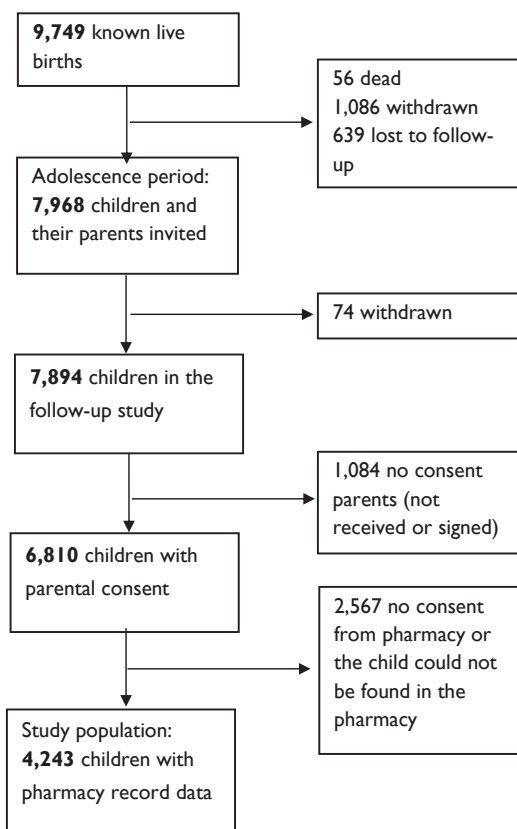 9,749 known live
births
56 dead
1,086 withdrawn
639 lost to follow-
up
Adolescence period:
7,968 children and
their parents invited
74 withdrawn
7,894 children in the
follow-up study
1,084 no consent
parents (not
received or signed)
6,810 children with
parental consent
2,567 no consent
from pharmacy or
the child could not
be found in the
pharmacy
Study population:
4,243 children with
pharmacy record data